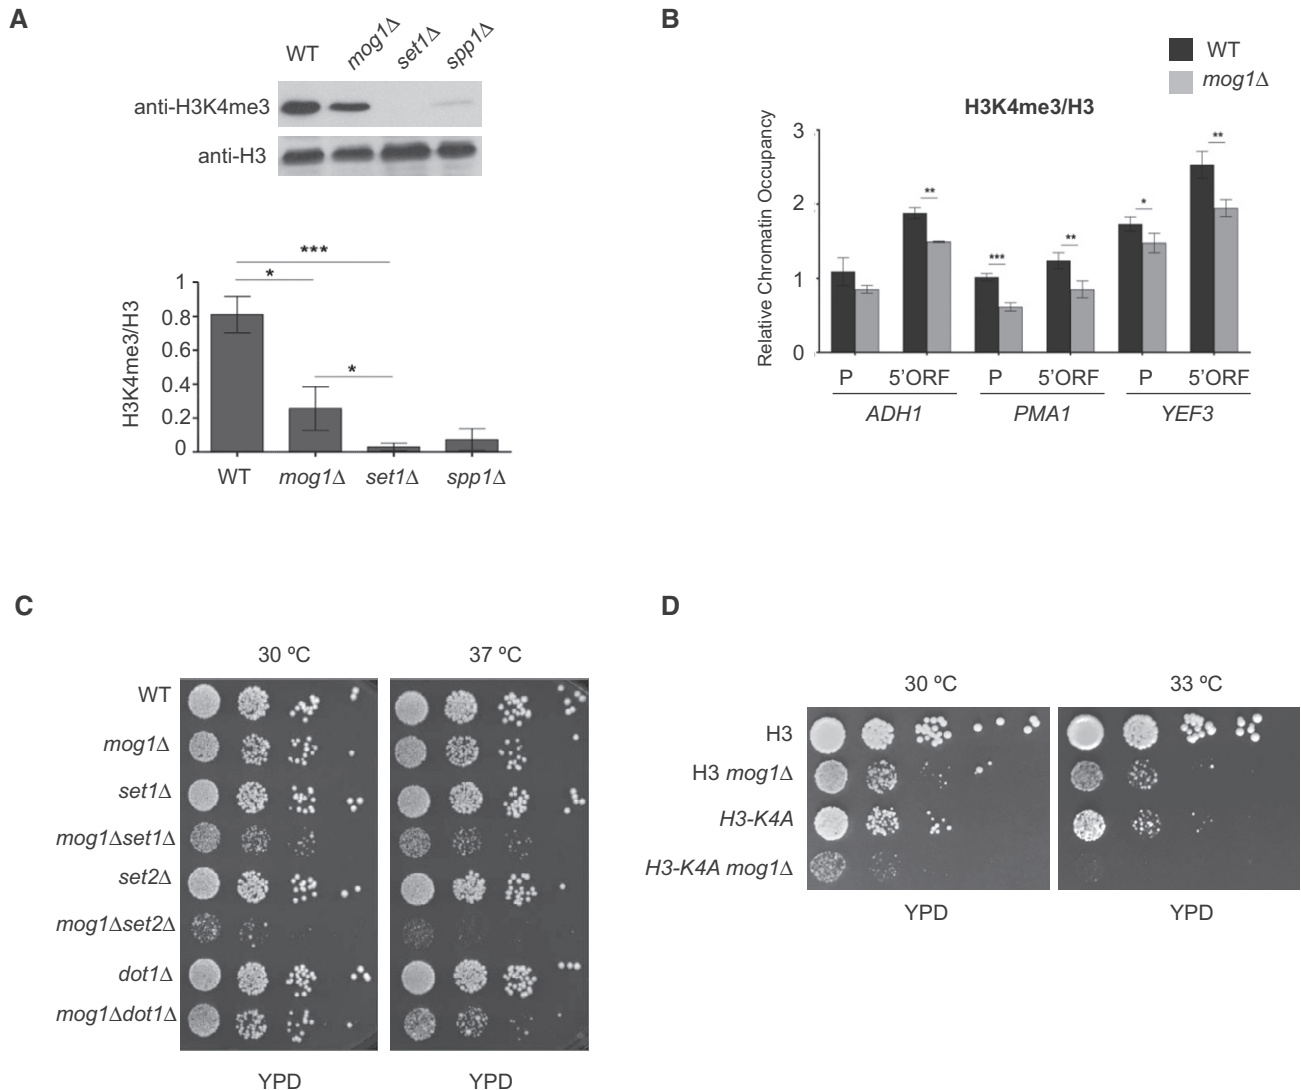 A
WT mog1Δ set1Δ spp1Δ
anti-H3K4me3
anti-H3
***
*
*
H3K4me3/H3
1
0.8
0.6
0.4
0.2
0
WT mog1Δ set1Δ spp1Δ
B
WT
mog1Δ
H3K4me3/H3
Relative Chromatin Occupancy
3
2
1
0
** *** ** * **
P 5’ORF P 5’ORF P 5’ORF
ADH1 PMA1 YEF3
C
30 ºC 37 ºC
WT
mog1Δ
set1Δ
mog1Δset1Δ
set2Δ
mog1Δset2Δ
dot1Δ
mog1Δdot1Δ
YPD YPD
D
30 ºC 33 ºC
H3
H3 mog1Δ
H3-K4A
H3-K4A mog1Δ
YPD YPD